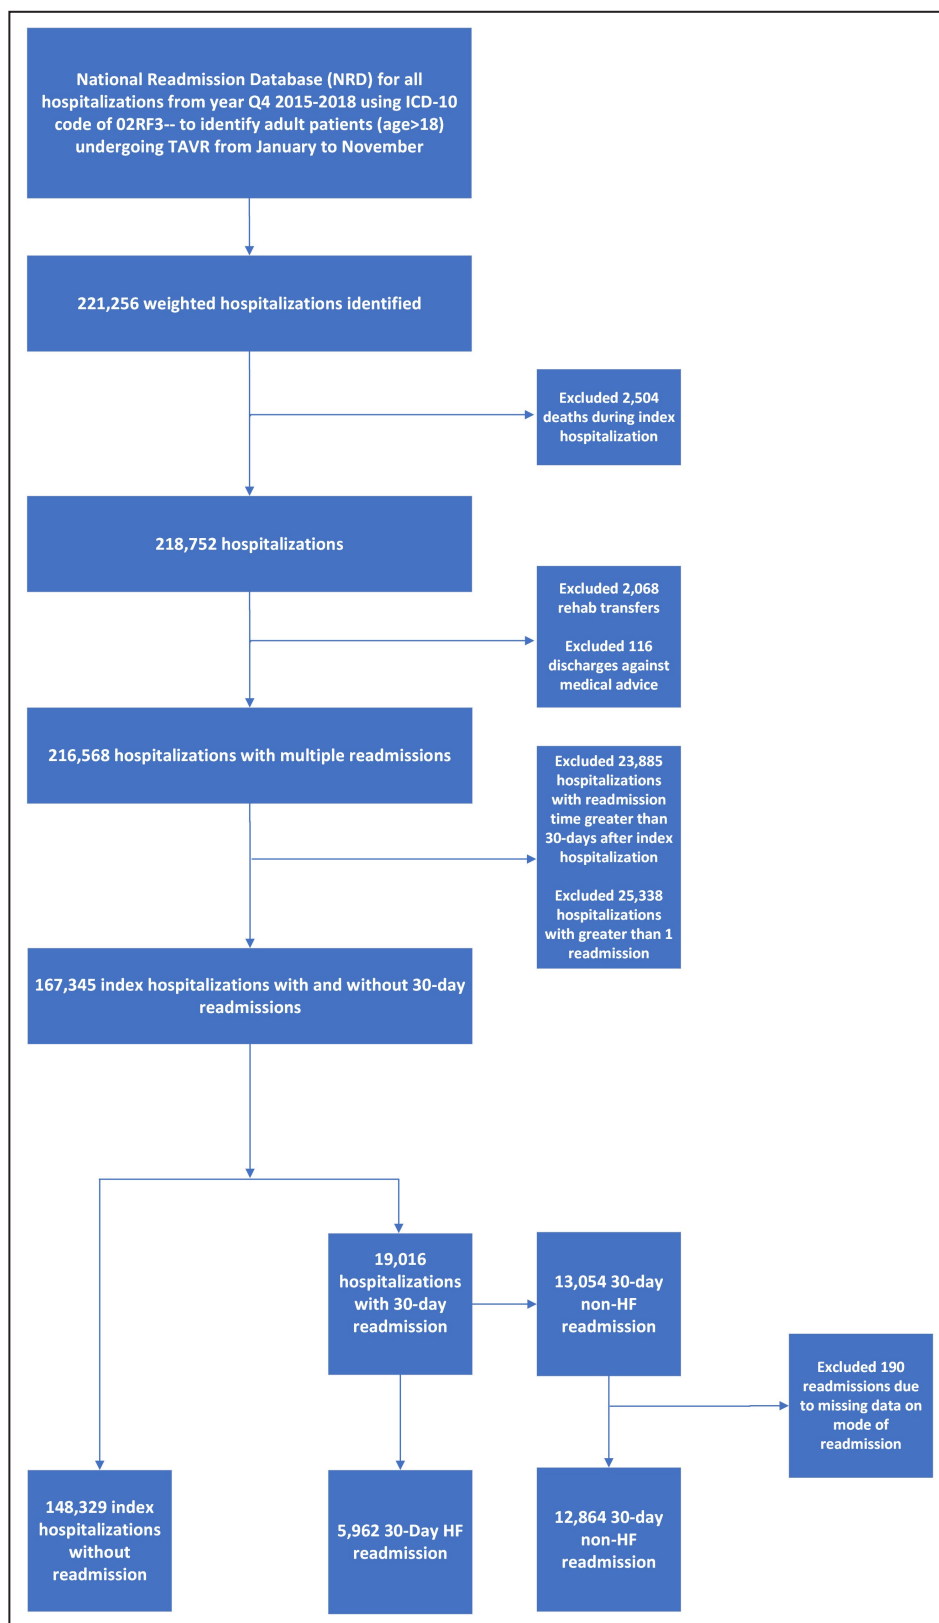 National Readmission Database (NRD) for all
hospitalizations from year Q4 2015-2018 using ICD-10
code of 02RF3-- to identify adult patients (age>18)
undergoing TAVR from January to November
221,256 weighted hospitalizations identified
Excluded 2,504
deaths during index
hospitalization
218,752 hospitalizations
Excluded 2,068
rehab transfers
Excluded 116
discharges against
medical advice
216,568 hospitalizations with multiple readmissions
Excluded 23,885
hospitalizations
with readmission
time greater than
30-days after index
hospitalization
Excluded 25,338
hospitalizations
with greater than 1
readmission
167,345 index hospitalizations with and without 30-day
readmissions
19,016
hospitalizations
with 30-day
readmission
13,054 30-day
non-HF
readmission
Excluded 190
readmissions due
to missing data on
mode of
readmission
148,329 index
hospitalizations
without
readmission
5,962 30-Day HF
readmission
12,864 30-day
non-HF
readmission